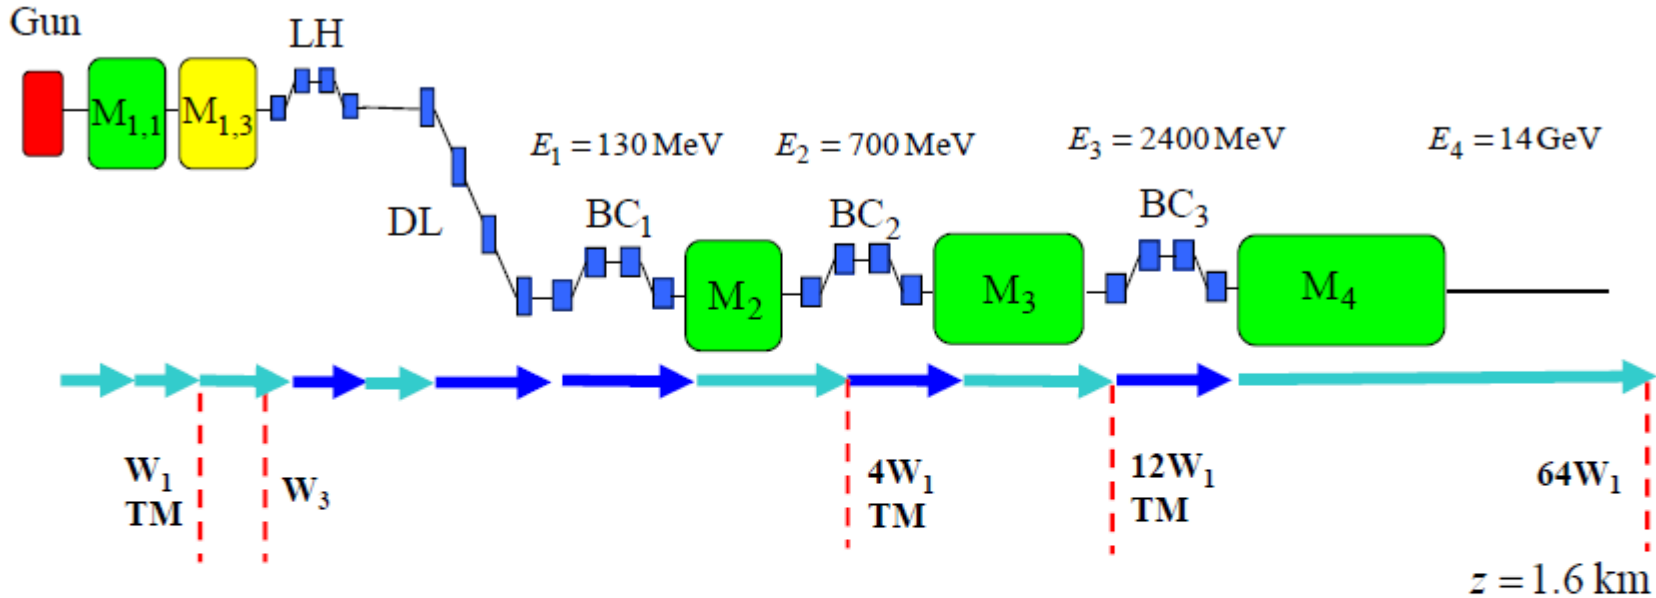 Gun
LH
M1,1
M1,3
E1 = 130 MeV
E2 = 700 MeV
E3 = 2400 MeV
E4 = 14 GeV
DL
BC1
BC2
BC3
M2
M3
M4
W1
TM
W3
4W1
TM
12W1
TM
64W1
z = 1.6 km